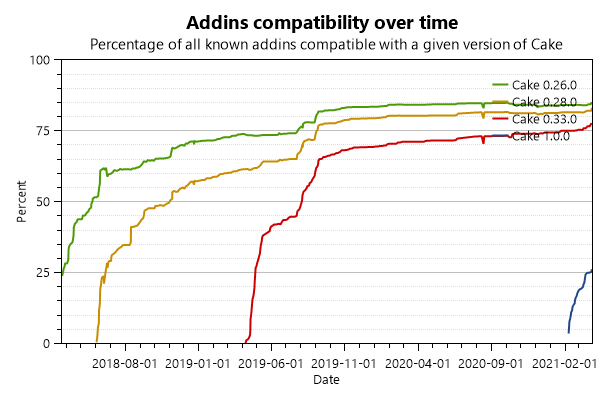 Addins compatibility over time
Percentage of all known addins compatible with a given version of Cake
100
75
50
25
0
Percent
Cake 0.26.0
Cake 0.28.0
Cake 0.33.0
Cake 1.0.0
2018-08-01 2019-01-01 2019-06-01 2019-11-01 2020-04-01 2020-09-01 2021-02-01
Date